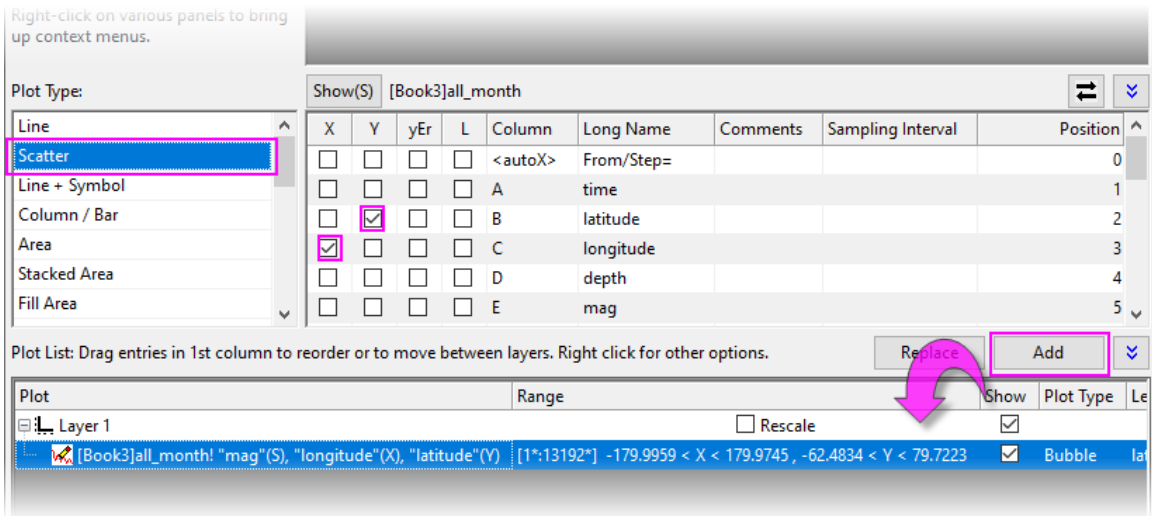 Right-click on various panels to bring
up context menus.
Plot Type:
Show(S) [Book3]all_month
Line
Scatter
Line + Symbol
Column / Bar
Area
Stacked Area
Fill Area
X Y yEr L Column Long Name Comments Sampling Interval Position
<autoX> From/Step= 0
A time 1
B latitude 2
C longitude 3
D depth 4
E mag 5
Plot List: Drag entries in 1st column to reorder or to move between layers. Right click for other options.
Replace Add
Plot Range Show Plot Type Le
Layer 1 Rescale
[Book3]all_month! "mag"(S), "longitude"(X), "latitude"(Y) [1*:13192*] -179.9959 < X < 179.9745 , -62.4834 < Y < 79.7223 Bubble lat